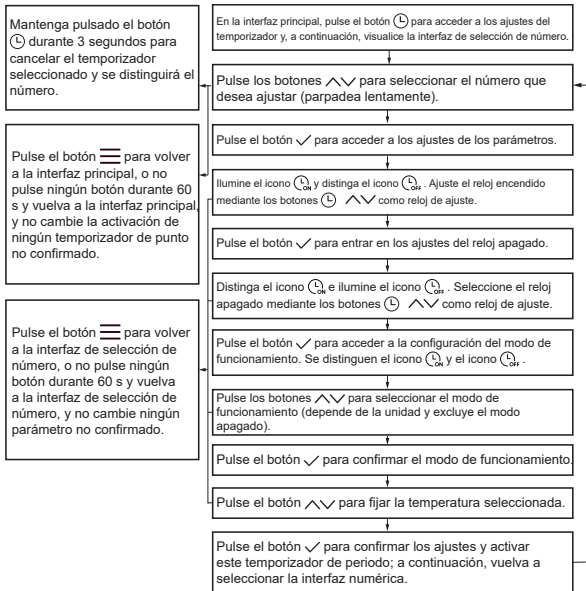 Mantenga pulsado el botón
durante 3 segundos para
cancelar el temporizador
seleccionado y se distinguirá el
número.
Pulse el botón para volver
a la interfaz principal, o no
pulse ningún botón durante 60
s y vuelva a la interfaz principal,
y no cambie la activación de
ningún temporizador de punto
no confirmado.
Pulse el botón para volver
a la interfaz de selección de
número, o no pulse ningún
botón durante 60 s y vuelva
a la interfaz de selección de
número, y no cambie ningún
parámetro no confirmado.
En la interfaz principal, pulse el botón para acceder a los ajustes del
temporizador y, a continuación, visualice la interfaz de selección de número.
Pulse los botones para seleccionar el número que
desea ajustar (parpadea lentamente).
Pulse el botón para acceder a los ajustes de los parámetros.
Ilumine el icono ON y distinga el icono OFF . Ajuste el reloj encendido
mediante los botones como reloj de ajuste.
Pulse el botón para entrar en los ajustes del reloj apagado.
Distinga el icono ON e ilumine el icono OFF . Seleccione el reloj
apagado mediante los botones como reloj de ajuste.
Pulse el botón para acceder a la configuración del modo de
funcionamiento. Se distinguen el icono ON y el icono OFF .
Pulse los botones para seleccionar el modo de
funcionamiento (depende de la unidad y excluye el modo
apagado).
Pulse el botón para confirmar el modo de funcionamiento.
Pulse el botón para fijar la temperatura seleccionada.
Pulse el botón para confirmar los ajustes y activar
este temporizador de periodo; a continuación, vuelva a
seleccionar la interfaz numérica.